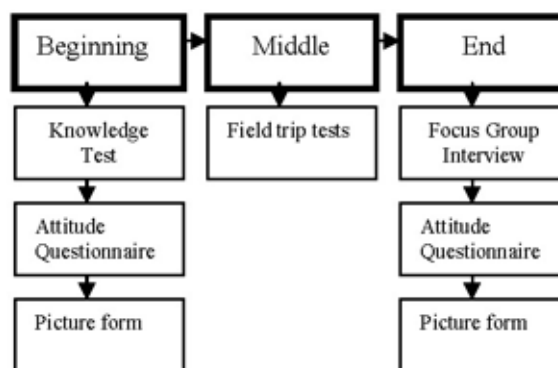 Beginning
Middle
End
Knowledge
Test
Field trip tests
Focus Group
Interview
Attitude
Questionnaire
Attitude
Questionnaire
Picture form
Picture form